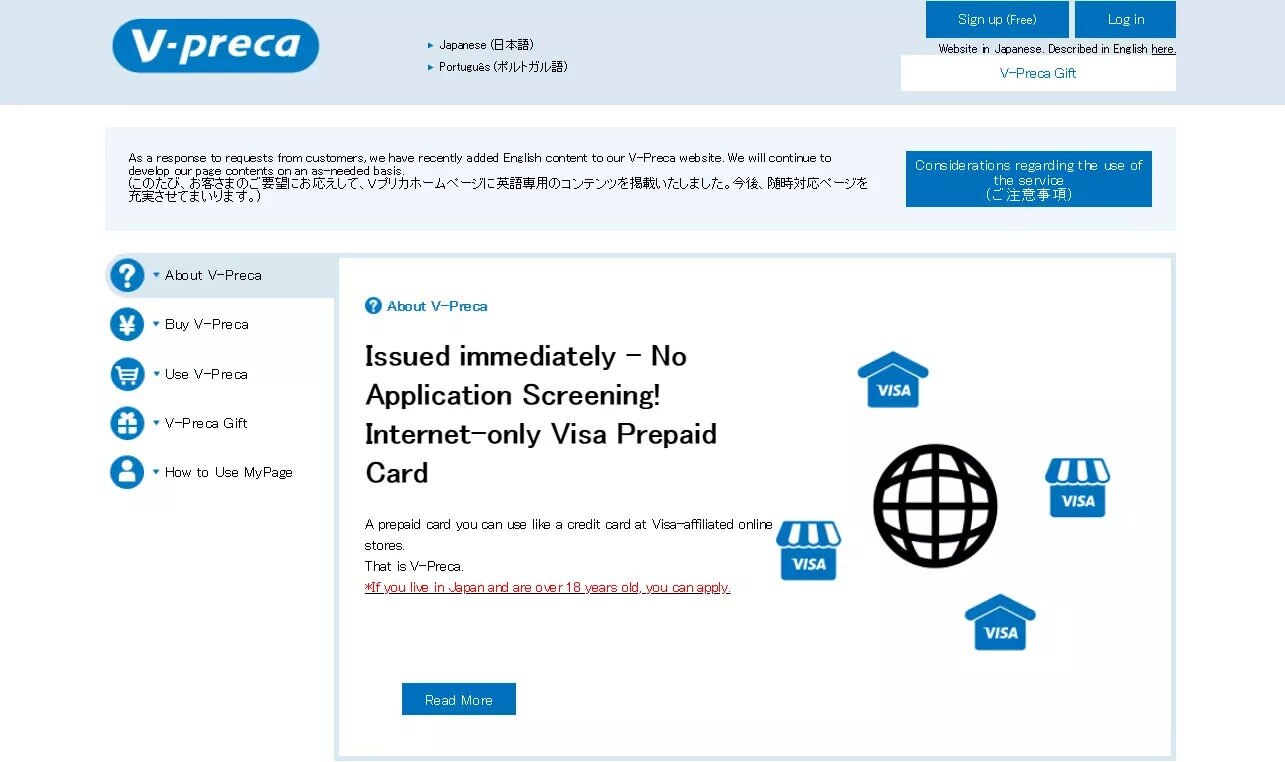 V-preca
Japanese (日本語)
Português (ポルトガル語)
Sign up (Free)
Log in
Website in Japanese. Described in English here.
V-Preca Gift
As a response to requests from customers, we have recently added English content to our V-Preca website. We will continue to
develop our page contents on an as-needed basis.
(このたび、お客さまのご要望にお応えして、Vプリカホームページに英語専用のコンテンツを掲載いたしました。今後、随時対応ページを
充実させてまいります。)
Considerations regarding the use of
the service
(ご注意事項)
About V-Preca
Buy V-Preca
Use V-Preca
V-Preca Gift
How to Use MyPage
About V-Preca
Issued immediately - No
Application Screening!
Internet-only Visa Prepaid
Card
A prepaid card you can use like a credit card at Visa-affiliated online
stores.
That is V-Preca.
*If you live in Japan and are over 18 years old, you can apply.
Read More
VISA
VISA
VISA
VISA